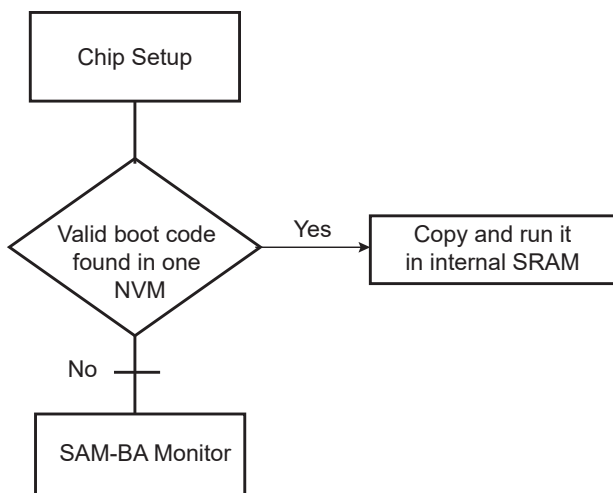 Chip Setup
Valid boot code
found in one
NVM
Yes
Copy and run it
in internal SRAM
No
SAM-BA Monitor